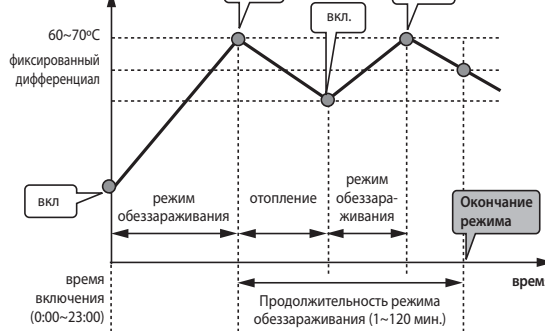 вкл.
60~70ºC
фиксированный
дифференциал
вкл
режим
обеззараживания
отопление
режим
обеззара-
живания
Окончание
режима
время
включения
(0:00~23:00)
Продолжительность режима
обеззараживания (1~120 мин.)